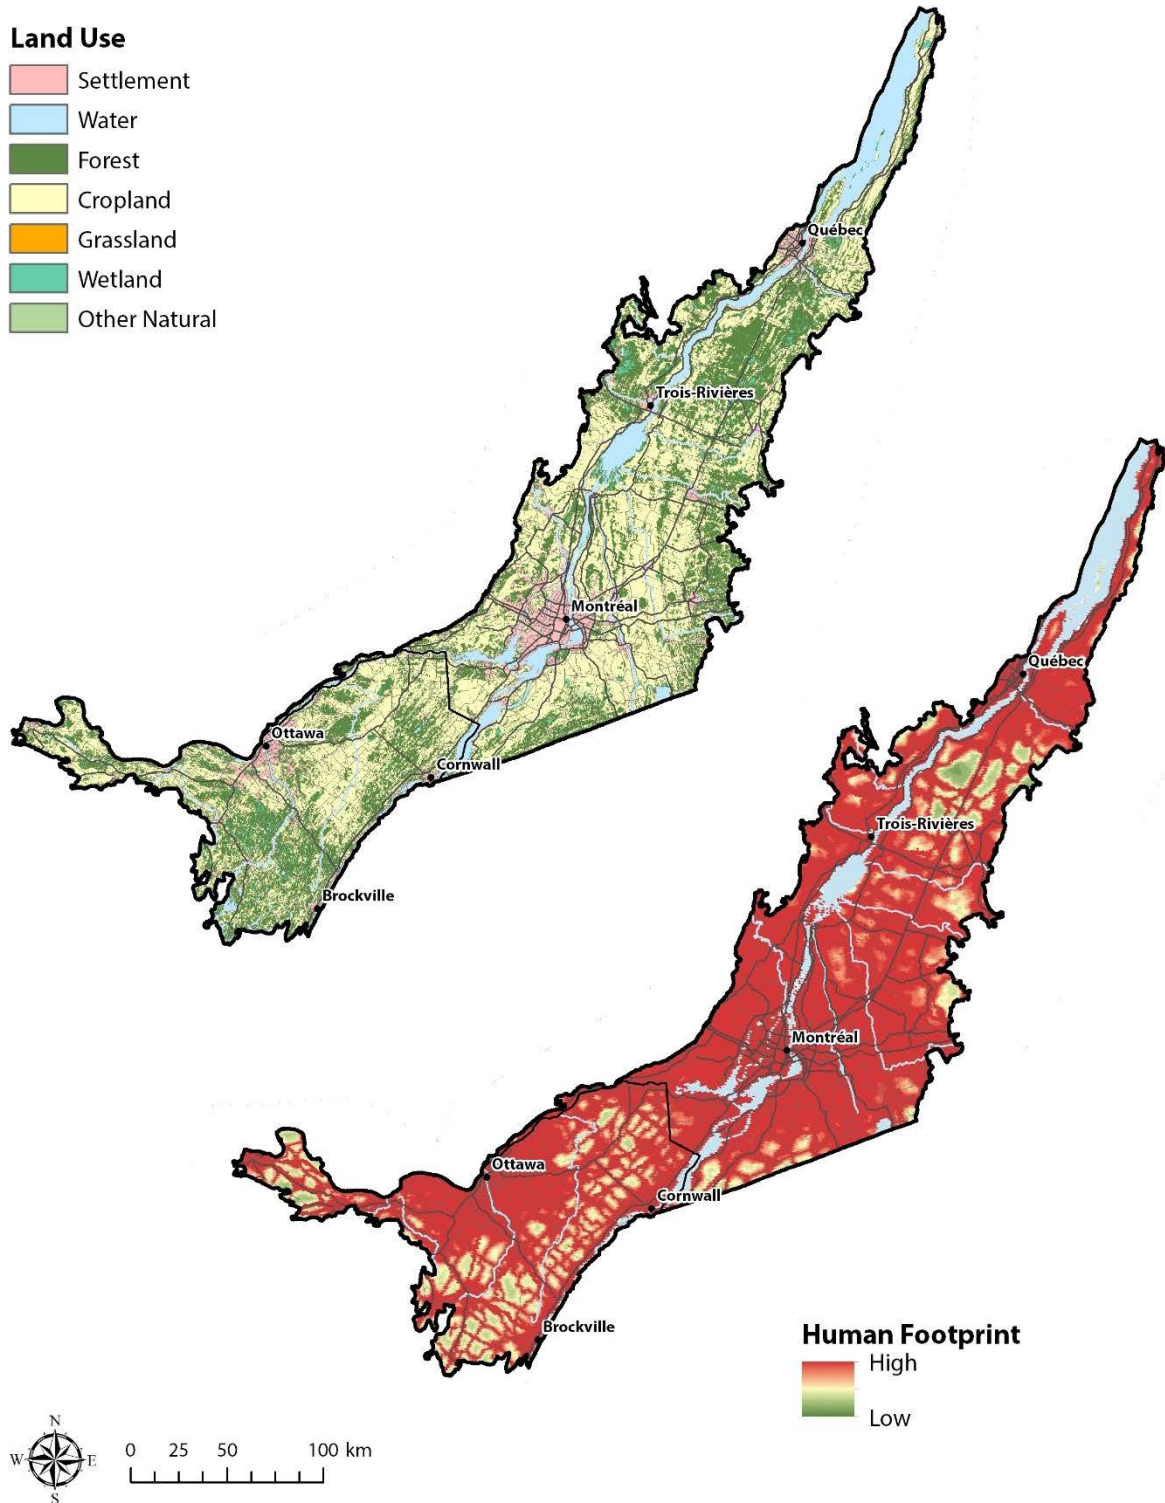 Land Use
Settlement
Water
Forest
Cropland
Grassland
Wetland
Other Natural
Québec
Trois-Rivières
Montréal
Ottawa
Cornwall
Brockville
Québec
Trois-Rivières
Montréal
Ottawa
Cornwall
Brockville
Human Footprint
High
Low
N
W E
S
0 25 50 100 km